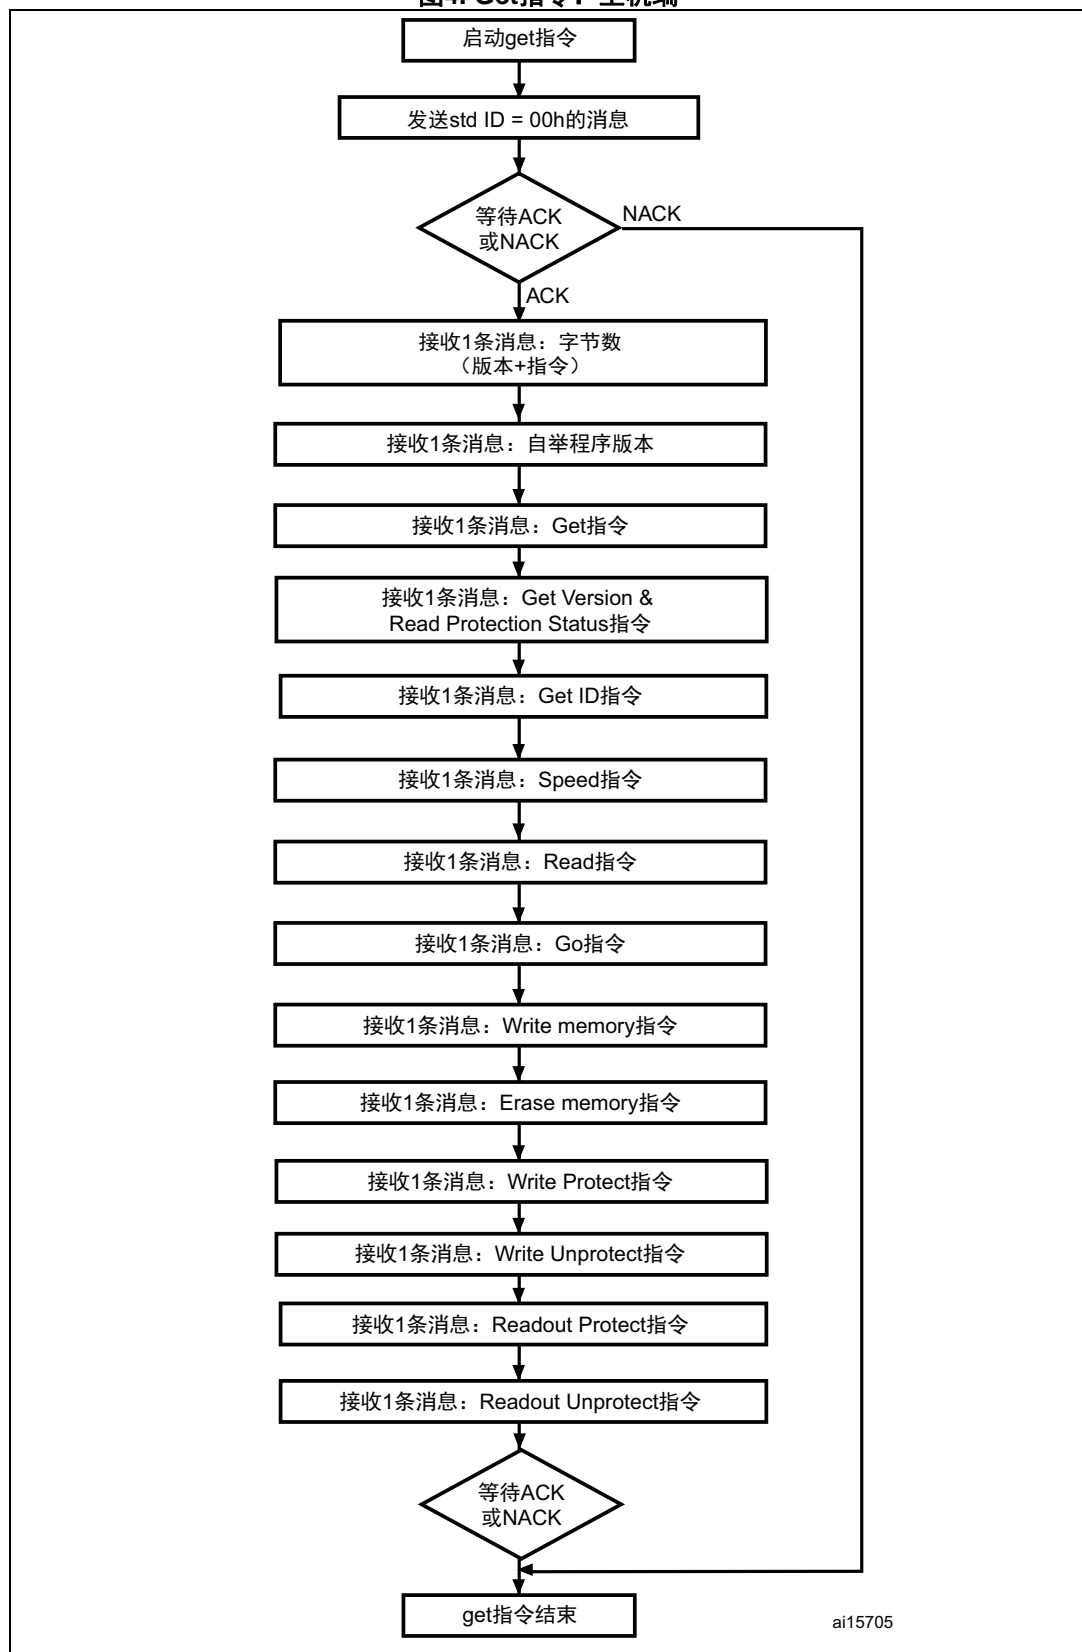 启动get指令
发送std ID = 00h的消息
等待ACK
或NACK
NACK
ACK
接收1条消息：字节数
（版本+指令）
接收1条消息：自举程序版本
接收1条消息：Get指令
接收1条消息：Get Version &
Read Protection Status指令
接收1条消息：Get ID指令
接收1条消息：Speed指令
接收1条消息：Read指令
接收1条消息：Go指令
接收1条消息：Write memory指令
接收1条消息：Erase memory指令
接收1条消息：Write Protect指令
接收1条消息：Write Unprotect指令
接收1条消息：Readout Protect指令
接收1条消息：Readout Unprotect指令
等待ACK
或NACK
get指令结束
ai15705